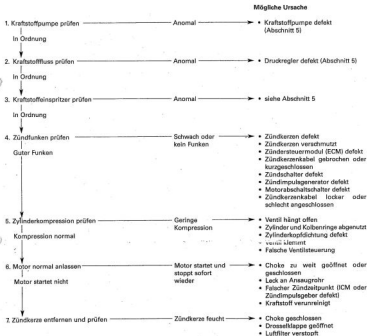 Mögliche Ursache
1. Kraftstoffpumpe prüfen Anomal • Kraftstoffpumpe defekt
(Abschnitt 5)
In Ordnung
2. Kraftstofffluss prüfen Anomal • Druckregler defekt (Abschnitt 5)
In Ordnung
3. Kraftstoffeinspritzer prüfen Anomal • siehe Abschnitt 5
In Ordnung
4. Zündfunken prüfen Schwach oder • Zündkerzen defekt
kein Funken • Zündkerzen verschmutzt
Guter Funken • Zündersteuermodul (ECM) defekt
• Zündkerzenkabel gebrochen oder
kurzgeschlossen
• Zündschalter defekt
• Zündimpulsgenerator defekt
• Motorabschaltschalter defekt
• Zündkerzenkabel locker oder
schlecht angeschlossen
5. Zylinderkompression prüfen Geringe • Ventil hängt offen
Kompression • Zylinder und Kolbenringe abgenutzt
Kompression normal • Zylinderkopfdichtung defekt
• Ventil klemmt
• Falsche Ventilsteuerung
6. Motor normal anlassen Motor startet und • Choke zu weit geöffnet oder
stoppt sofort geschlossen
Motor startet nicht wieder • Leck an Ansaugrohr
• Falscher Zündzeitpunkt (ICM oder
Zündimpulsgeber defekt)
• Kraftstoff verunreinigt
7. Zündkerze entfernen und prüfen Zündkerze feucht • Choke geschlossen
• Drosselklappe geöffnet
• Luftfilter verstopft